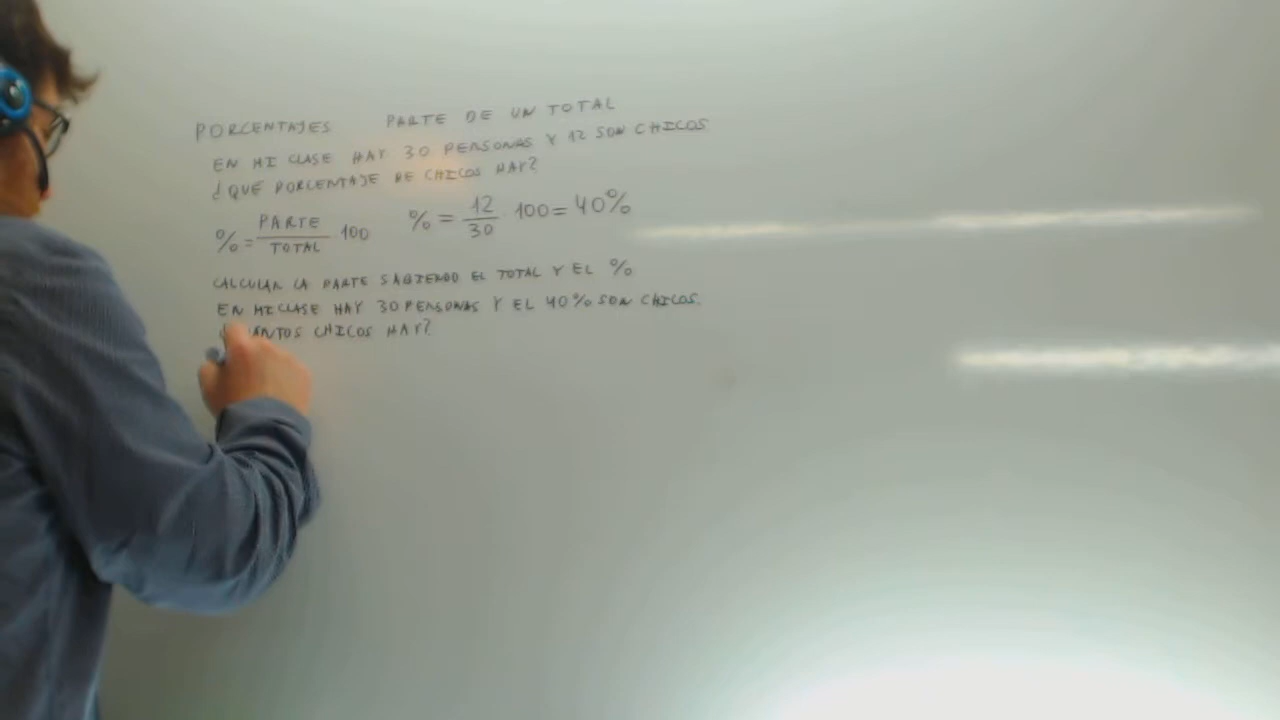 PORCENTAJES PARTE DE UN TOTAL
EN MI CLASE HAY 30 PERSONAS Y 12 SON CHICOS
¿QUÉ PORCENTAJE DE CHICOS HAY?
% = PARTE / TOTAL 100 % = 12 / 30 100 = 40%
CALCULAR LA PARTE SABIENDO EL TOTAL Y EL %
EN MI CLASE HAY 30 PERSONAS Y EL 40% SON CHICOS.
CHICOS HAY?